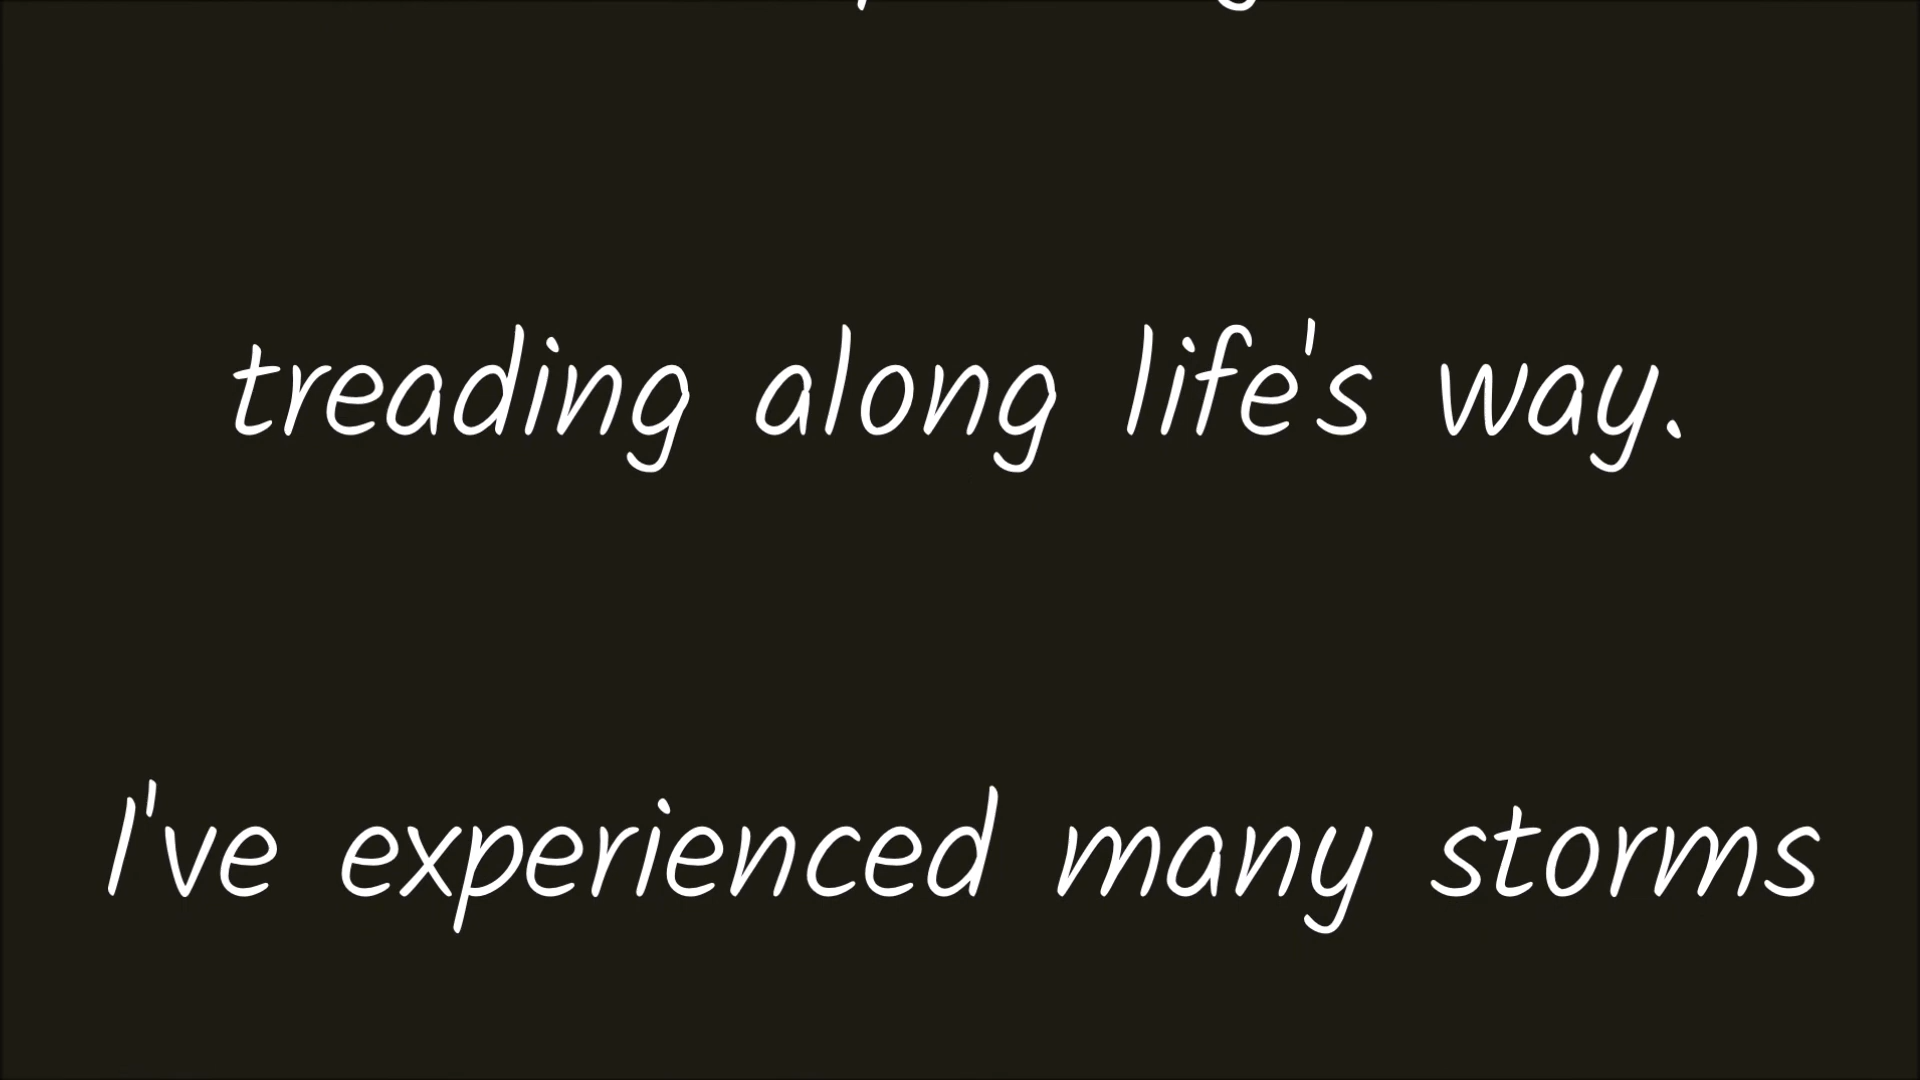 treading along life's way.
I've experienced many storms